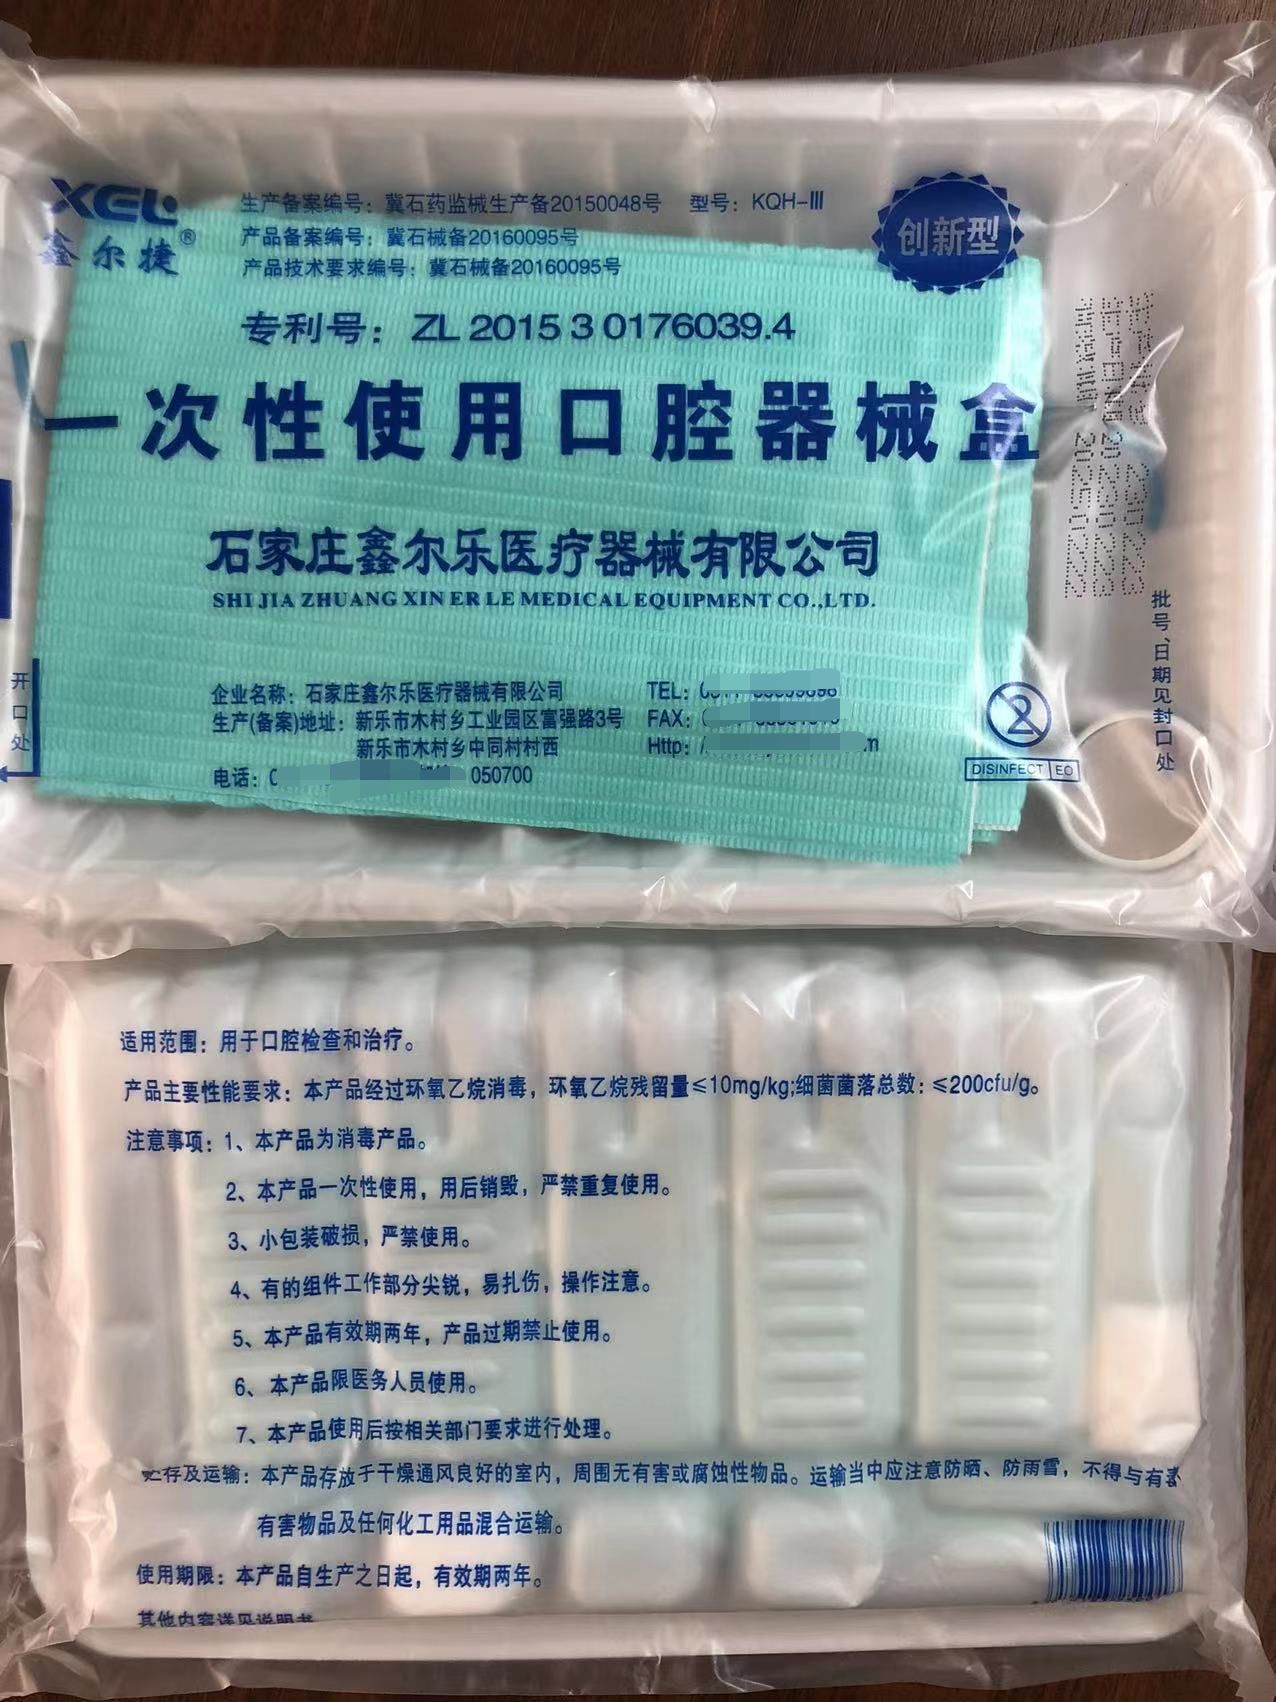 XEL
鑫尔捷®
生产备案编号：冀石药监械生产备20150048号 型号：KQH-Ⅲ
产品备案编号：冀石械备20160095号
产品技术要求编号：冀石械备20160095号
创新型
专利号：ZL 2015 3 0176039.4
一次性使用口腔器械盒
石家庄鑫尔乐医疗器械有限公司
SHI JIA ZHUANG XIN ER LE MEDICAL EQUIPMENT CO.,LTD.
企业名称：石家庄鑫尔乐医疗器械有限公司 TEL：
生产(备案)地址：新乐市木村乡工业园区富强路3号 FAX：
新乐市木村乡中同村村西 Http：
电话： 050700
开口处
2
DISINFECT EO
批号、日期见封口处
适用范围：用于口腔检查和治疗。
产品主要性能要求：本产品经过环氧乙烷消毒，环氧乙烷残留量≤10mg/kg;细菌菌落总数：≤200cfu/g。
注意事项：1、本产品为消毒产品。
2、本产品一次性使用，用后销毁，严禁重复使用。
3、小包装破损，严禁使用。
4、有的组件工作部分尖锐，易扎伤，操作注意。
5、本产品有效期两年，产品过期禁止使用。
6、本产品限医务人员使用。
7、本产品使用后按相关部门要求进行处理。
贮存及运输：本产品存放于干燥通风良好的室内，周围无有害或腐蚀性物品。运输当中应注意防晒、防雨雪，不得与有毒
有害物品及任何化工用品混合运输。
使用期限：本产品自生产之日起，有效期两年。
其他内容详见说明书